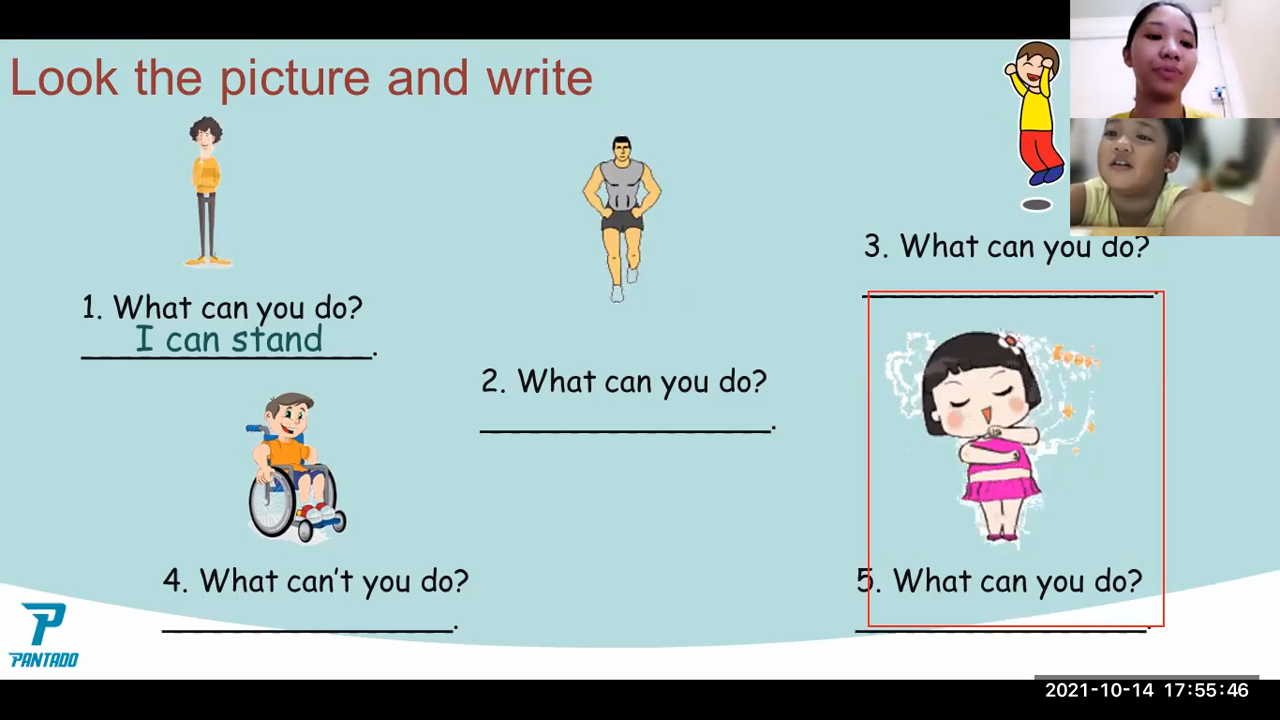 Look the picture and write
1. What can you do?
I can stand
2. What can you do?
3. What can you do?
4. What can't you do?
5. What can you do?
PANTADO
2021-10-14 17:55:46